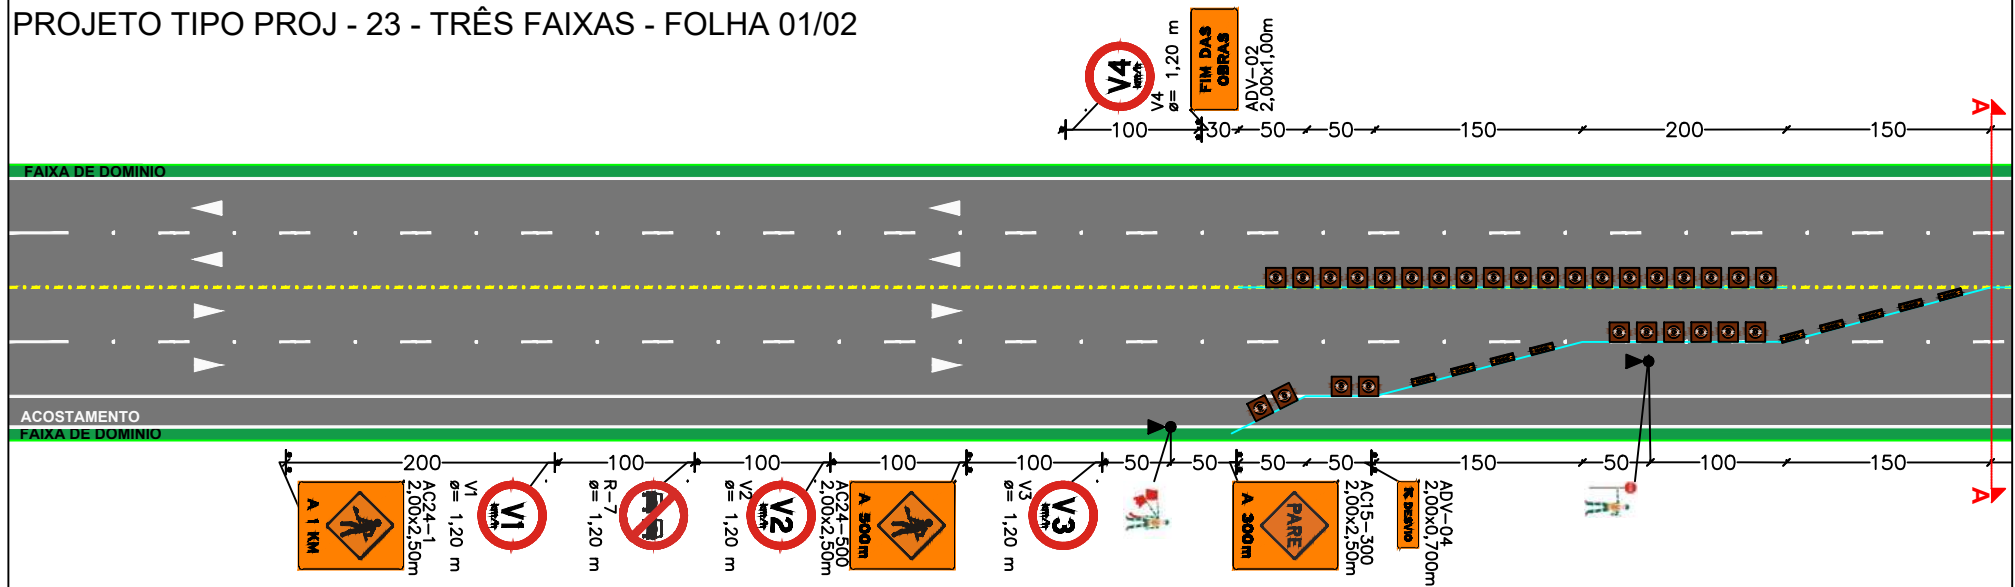 PROJETO TIPO PROJ - 23 - TRÊS FAIXAS - FOLHA 01/02
V4
km/h
V4
ø= 1,20 m
FIM DAS
OBRAS
ADV-02
2,00x1,00m
A
100 30 50 50 150 200 150
FAIXA DE DOMINIO
ACOSTAMENTO
FAIXA DE DOMINIO
200 100 100 100 100 50 50 50 50 150 50 100 150
A
A 1 KM
AC24-1
2,00x2,50m
V1
ø= 1,20 m
V1
km/h
R-7
ø= 1,20 m
V2
ø= 1,20 m
V2
km/h
AC24-500
2,00x2,50m
A 500m
V3
ø= 1,20 m
V3
km/h
PARE
A 300m
AC15-300
2,00x2,50m
DESVIO
ADV-04
2,00x0,700m